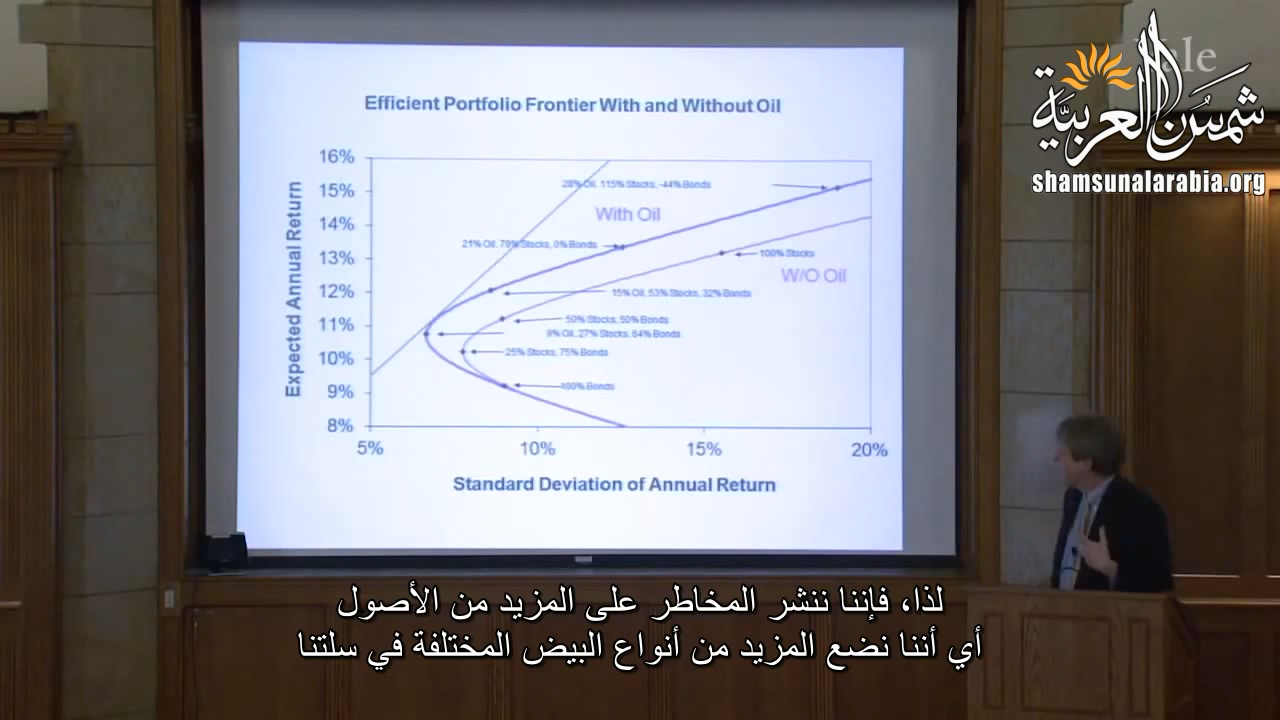 Yale
شمس العربية
shamsunalarabia.org
Efficient Portfolio Frontier With and Without Oil
Expected Annual Return
16%
15%
14%
13%
12%
11%
10%
9%
8%
28% Oil, 115% Stocks, -44% Bonds
With Oil
21% Oil, 79% Stocks, 0% Bonds
100% Stocks
W/O Oil
15% Oil, 53% Stocks, 32% Bonds
50% Stocks, 50% Bonds
9% Oil, 27% Stocks, 64% Bonds
25% Stocks, 75% Bonds
100% Bonds
5%
10%
15%
20%
Standard Deviation of Annual Return
لذا، فإننا ننشر المخاطر على المزيد من الأصول
أي أننا نضع المزيد من أنواع البيض المختلفة في سلتنا